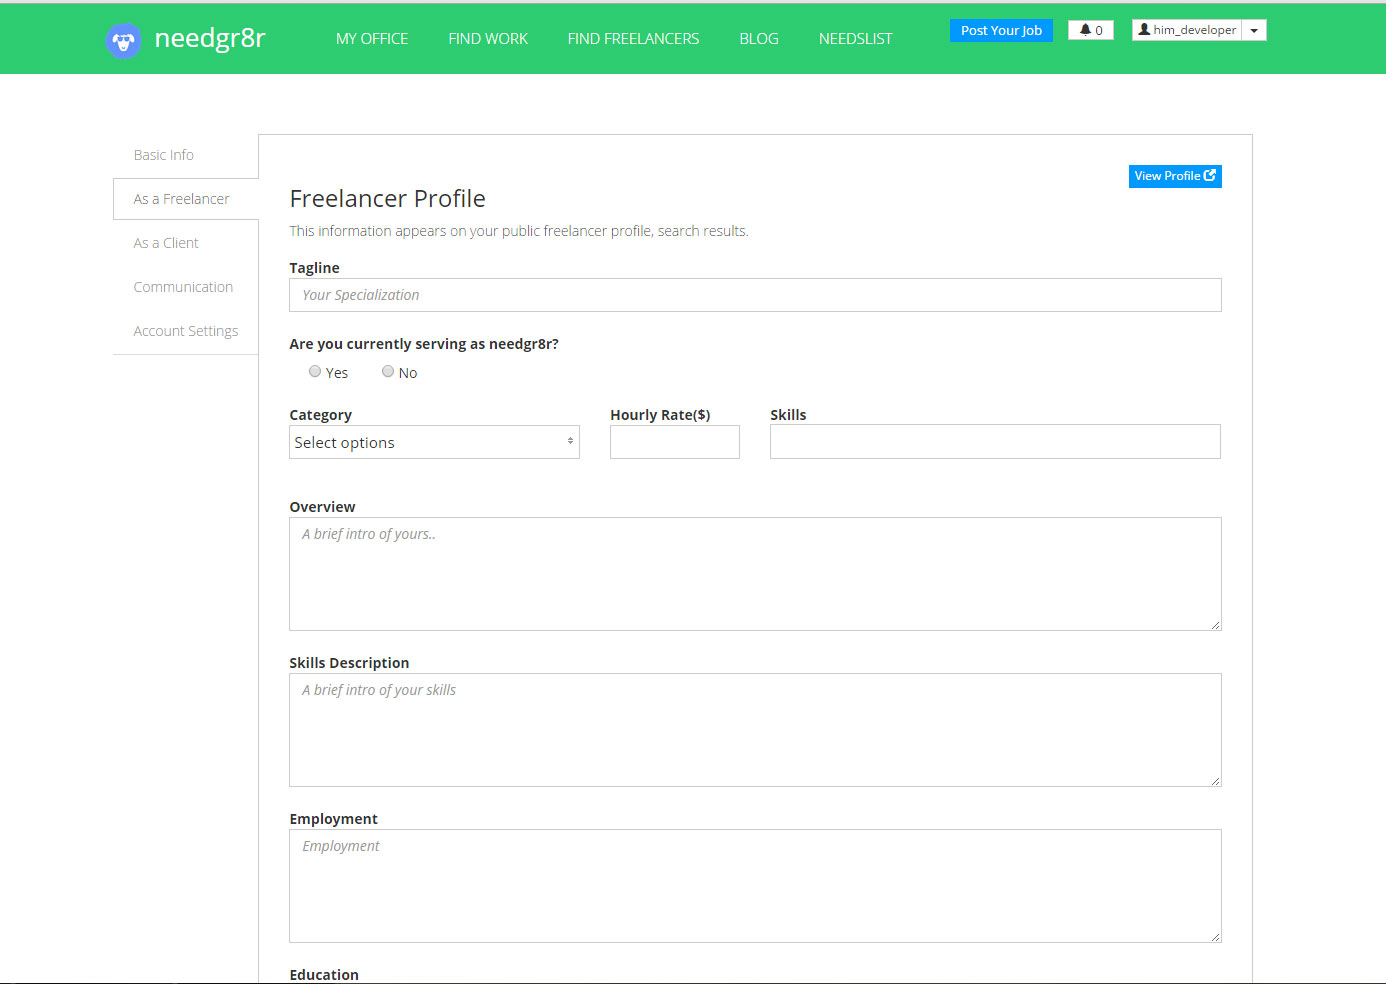 needgr8r
MY OFFICE FIND WORK FIND FREELANCERS BLOG NEEDSLIST
Post Your Job
0
him_developer
Basic Info
As a Freelancer
As a Client
Communication
Account Settings
View Profile
Freelancer Profile
This information appears on your public freelancer profile, search results.
Tagline
Your Specialization
Are you currently serving as needgr8r?
Yes No
Category Hourly Rate($) Skills
Select options
Overview
A brief intro of yours..
Skills Description
A brief intro of your skills
Employment
Employment
Education